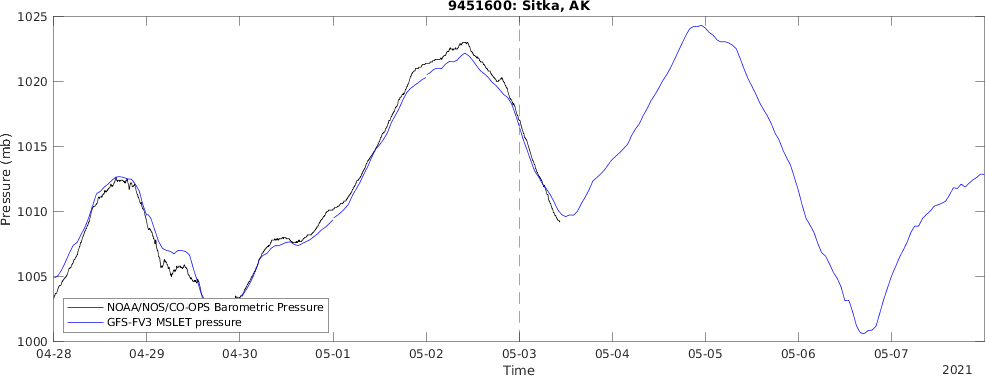 9451600: Sitka, AK
1025
1020
1015
1010
1005
1000
Pressure (mb)
NOAA/NOS/CO-OPS Barometric Pressure
GFS-FV3 MSLET pressure
04-28 04-29 04-30 05-01 05-02 05-03 05-04 05-05 05-06 05-07
Time
2021